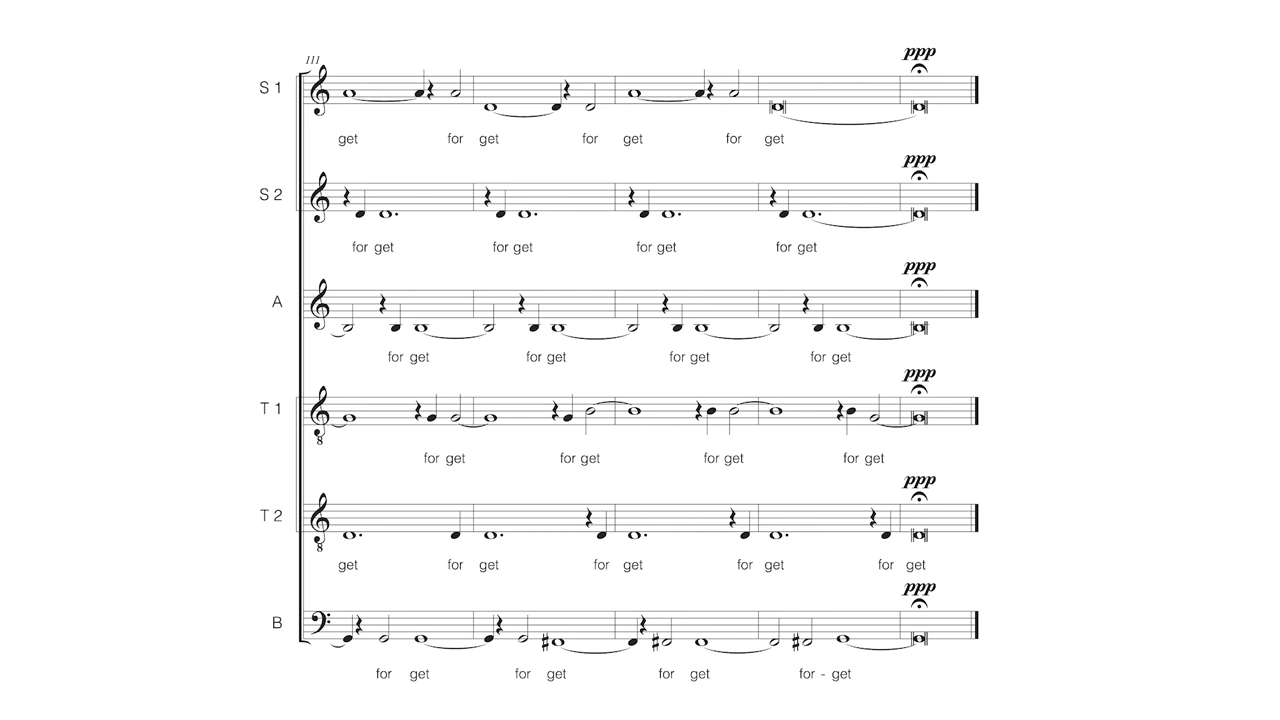 111
ppp
S 1
get for get for get for get
ppp
S 2
for get for get for get for get
ppp
A
for get for get for get for get
ppp
T 1
for get for get for get for get
8
ppp
T 2
8
get for get for get for get for get
ppp
B
for get for get for get for - get